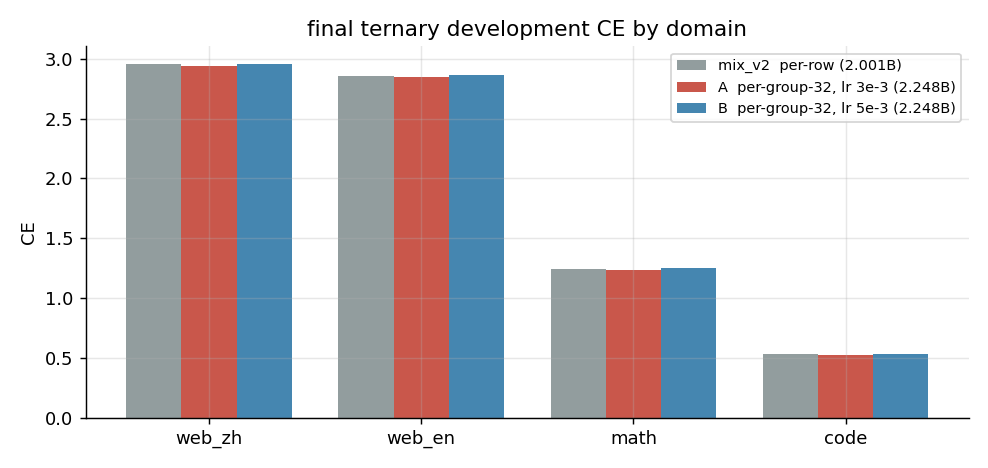 final ternary development CE by domain
mix_v2  per-row (2.001B)
A  per-group-32, lr 3e-3 (2.248B)
B  per-group-32, lr 5e-3 (2.248B)
CE
3.0
2.5
2.0
1.5
1.0
0.5
0.0
web_zh
web_en
math
code